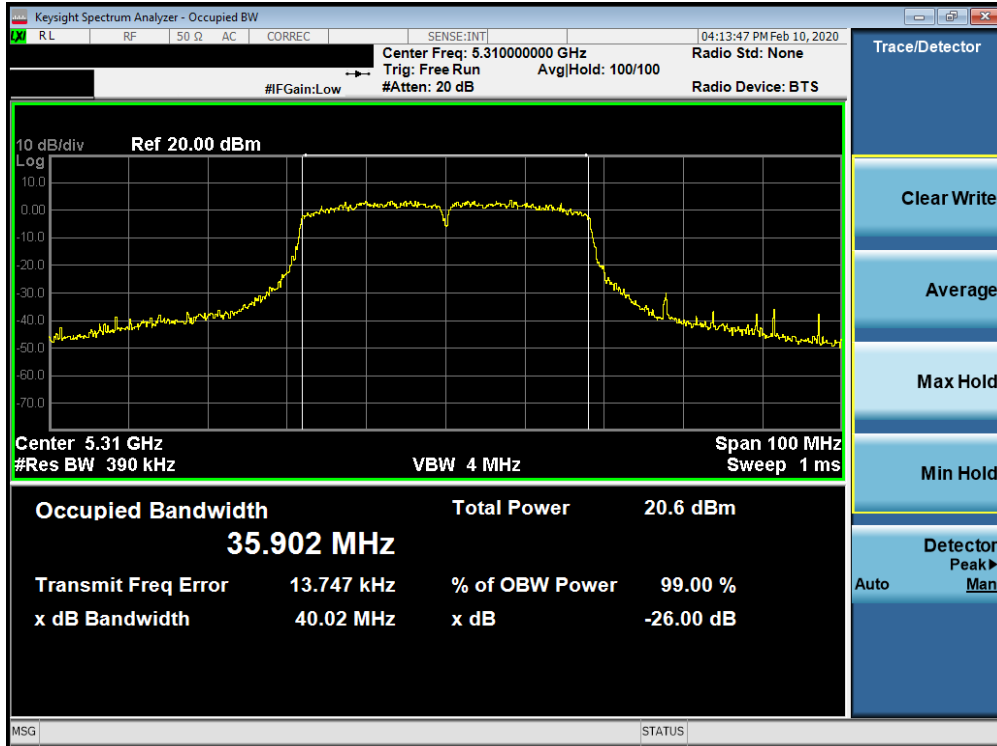 Keysight Spectrum Analyzer - Occupied BW
LXI RL RF 50 Ω AC CORREC SENSE:INT 04:13:47 PM Feb 10, 2020
Center Freq: 5.310000000 GHz Radio Std: None
Trig: Free Run Avg|Hold: 100/100
#IFGain:Low #Atten: 20 dB Radio Device: BTS
10 dB/div Ref 20.00 dBm
Log
10.0
0.00
-10.0
-20.0
-30.0
-40.0
-50.0
-60.0
-70.0
Center 5.31 GHz Span 100 MHz
#Res BW 390 kHz VBW 4 MHz Sweep 1 ms
Occupied Bandwidth Total Power 20.6 dBm
35.902 MHz
Transmit Freq Error 13.747 kHz % of OBW Power 99.00 %
x dB Bandwidth 40.02 MHz x dB -26.00 dB
MSG STATUS
Trace/Detector
Clear Write
Average
Max Hold
Min Hold
Detector
Peak▶
Auto Man